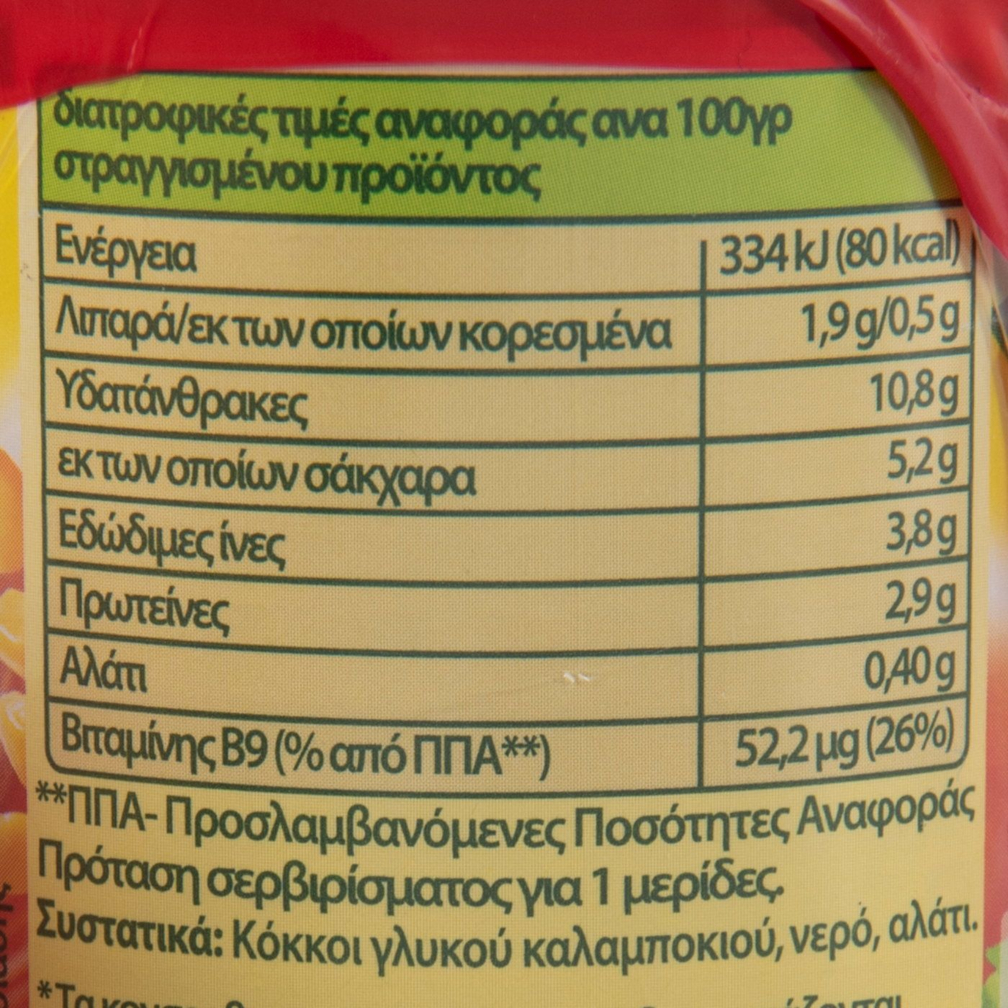 διατροφικές τιμές αναφοράς ανα 100γρ
στραγγισμένου προϊόντος
Ενέργεια 334 kJ (80 kcal)
Λιπαρά/εκ των οποίων κορεσμένα 1,9 g/0,5 g
Υδατάνθρακες 10,8 g
εκ των οποίων σάκχαρα 5,2 g
Εδώδιμες ίνες 3,8 g
Πρωτείνες 2,9 g
Αλάτι 0,40 g
Βιταμίνης Β9 (% από ΠΠΑ**) 52,2 μg (26%)
**ΠΠΑ- Προσλαμβανόμενες Ποσότητες Αναφοράς
Πρόταση σερβιρίσματος για 1 μερίδες.
Συστατικά: Κόκκοι γλυκού καλαμποκιού, νερό, αλάτι.